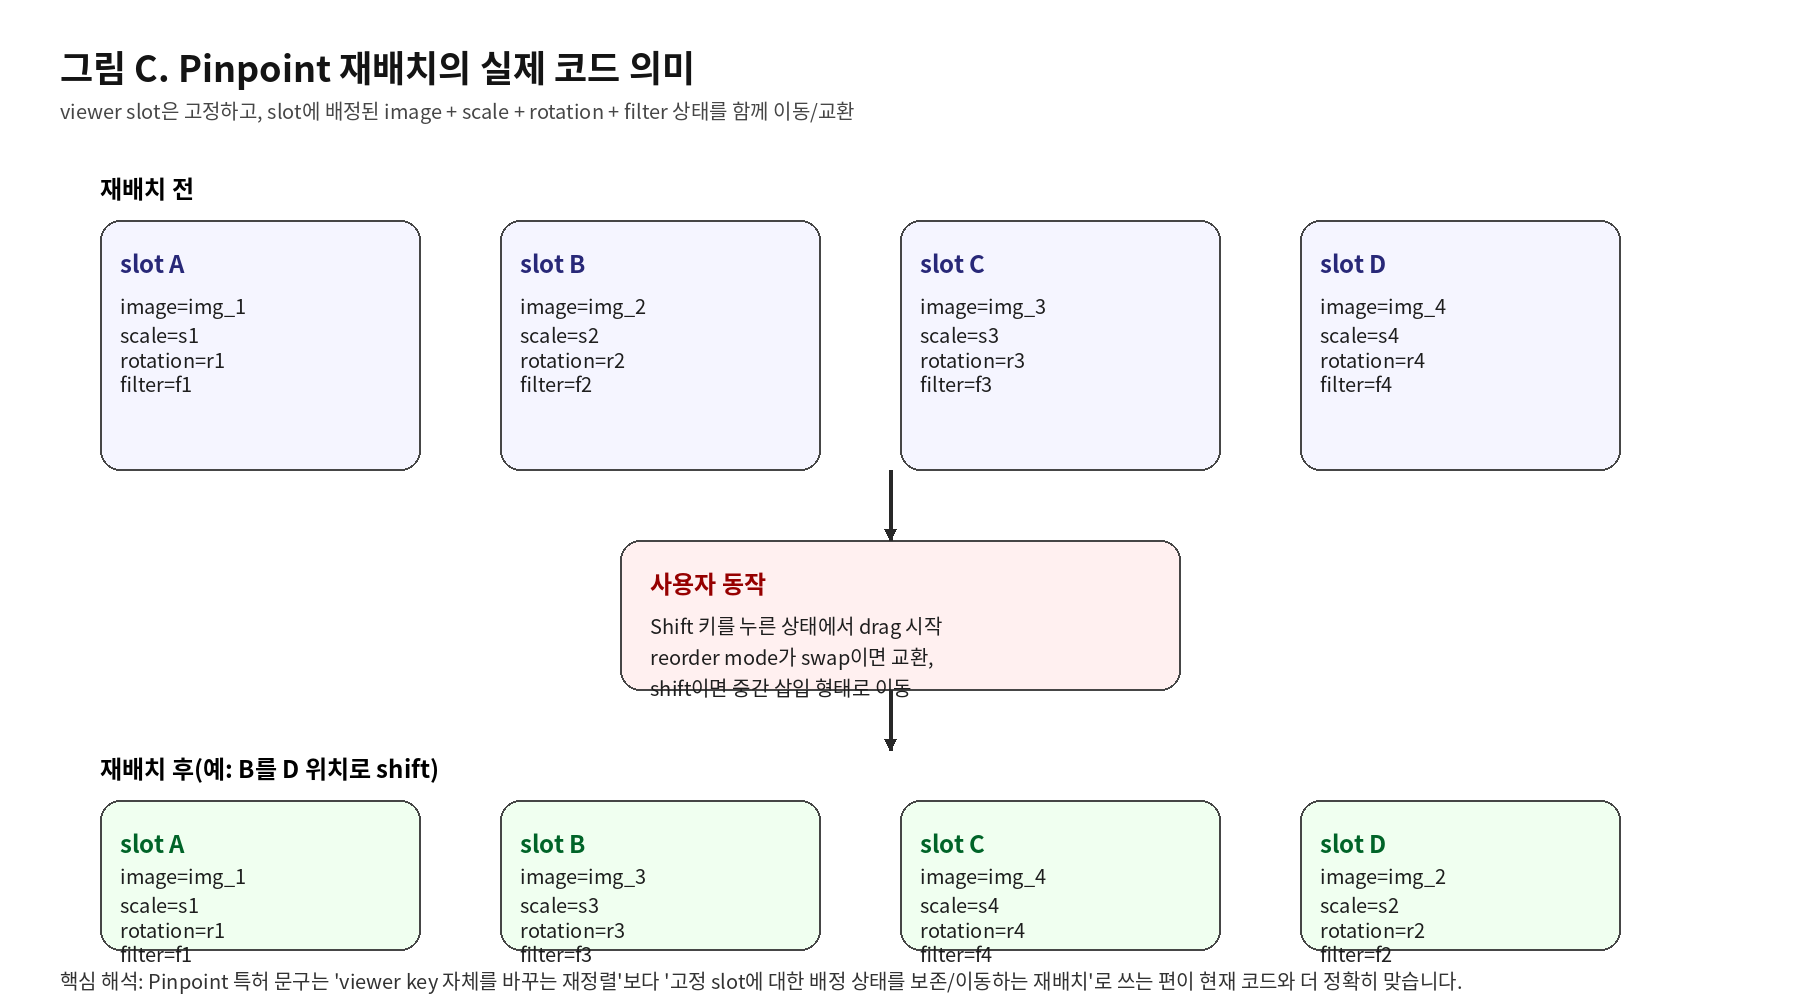 그림 C. Pinpoint 재배치의 실제 코드 의미
viewer slot은 고정하고, slot에 배정된 image + scale + rotation + filter 상태를 함께 이동/교환
재배치 전
slot A
image=img_1
scale=s1
rotation=r1
filter=f1
slot B
image=img_2
scale=s2
rotation=r2
filter=f2
slot C
image=img_3
scale=s3
rotation=r3
filter=f3
slot D
image=img_4
scale=s4
rotation=r4
filter=f4
사용자 동작
Shift 키를 누른 상태에서 drag 시작
reorder mode가 swap이면 교환,
shift이면 중간 삽입 형태로 이동
재배치 후(예: B를 D 위치로 shift)
slot A
image=img_1
scale=s1
rotation=r1
filter=f1
slot B
image=img_3
scale=s3
rotation=r3
filter=f3
slot C
image=img_4
scale=s4
rotation=r4
filter=f4
slot D
image=img_2
scale=s2
rotation=r2
filter=f2
핵심 해석: Pinpoint 특허 문구는 'viewer key 자체를 바꾸는 재정렬'보다 '고정 slot에 대한 배정 상태를 보존/이동하는 재배치'로 쓰는 편이 현재 코드와 더 정확히 맞습니다.